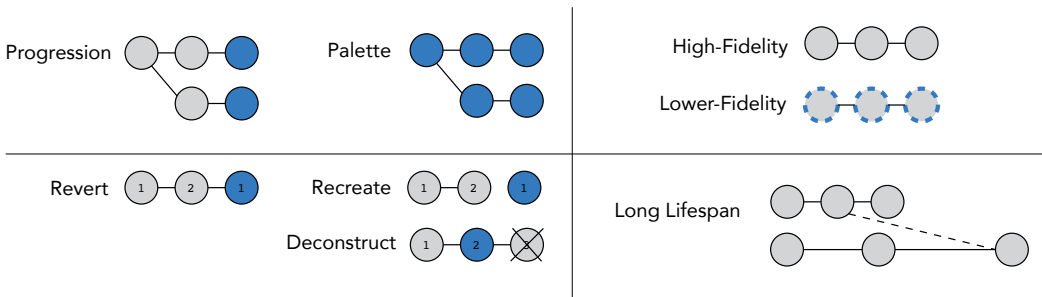 Progression
Palette
High-Fidelity
Lower-Fidelity
Revert 1 2 1
Recreate 1 2 1
Deconstruct 1 2 3
Long Lifespan